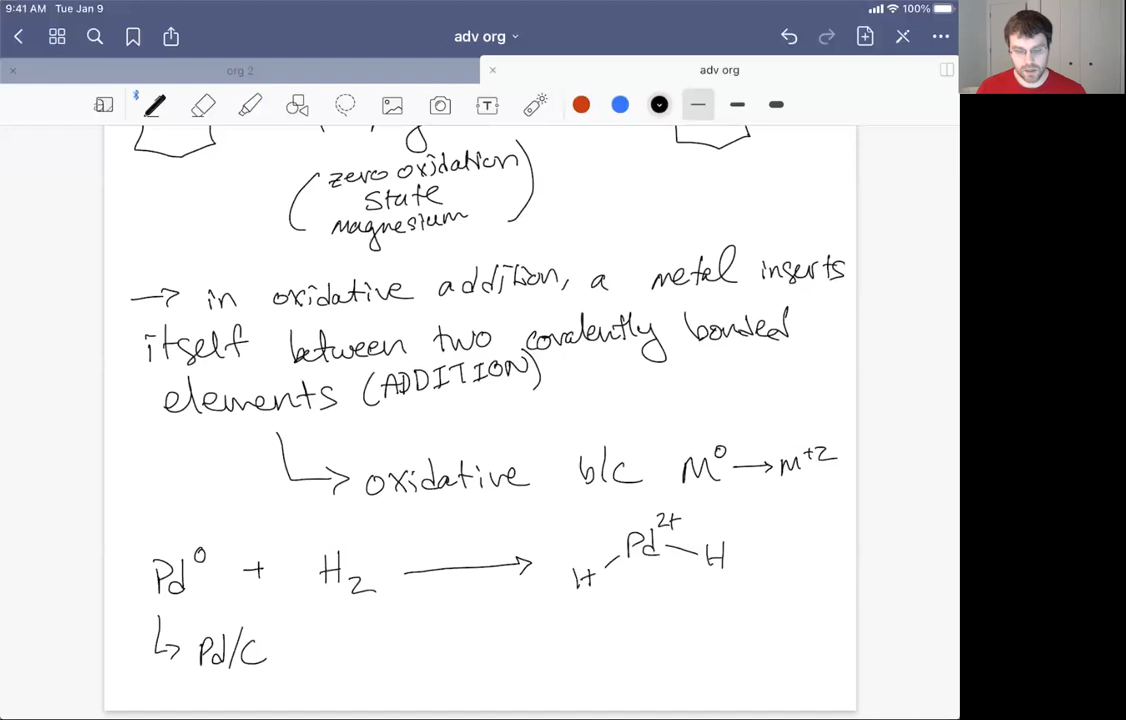 9:41 AM Tue Jan 9
100%
adv org
org 2
adv org
(zero oxidation
state
magnesium)
→ in oxidative addition, a metal inserts
itself between two covalently bonded
elements (ADDITION)
↳ oxidative b/c M⁰ → M⁺²
Pd⁰ + H₂ → H-Pd²⁺-H
↳ Pd/C